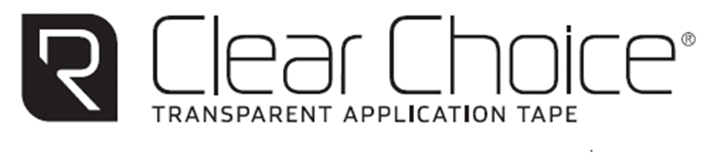 R Clear Choice®
TRANSPARENT APPLICATION TAPE